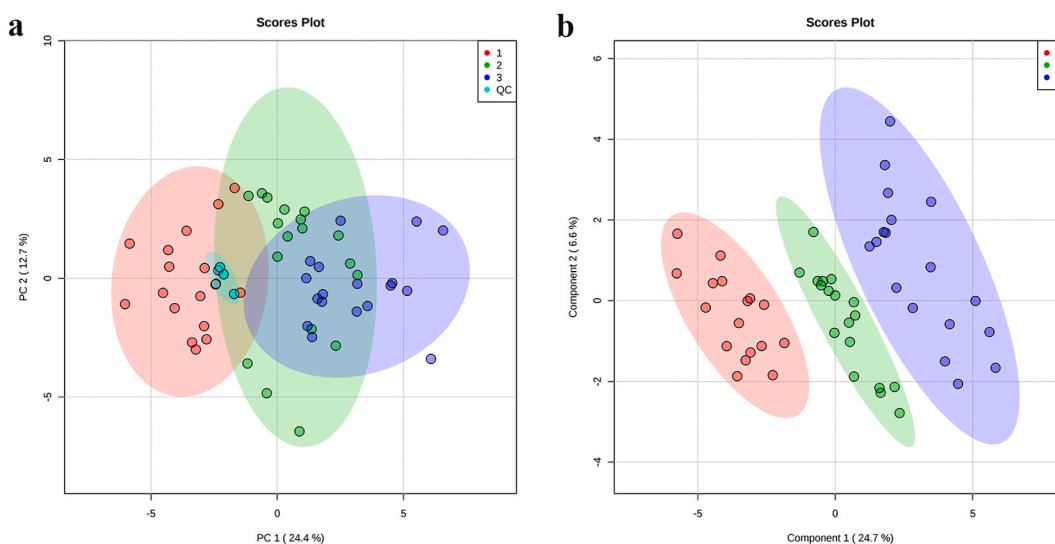 a
Scores Plot
10
5
0
-5
PC 2 ( 12.7 %)
-5
0
5
PC 1 ( 24.4 %)
1
2
3
QC
b
Scores Plot
6
4
2
0
-2
-4
Component 2 ( 6.6 %)
-5
0
5
Component 1 ( 24.7 %)